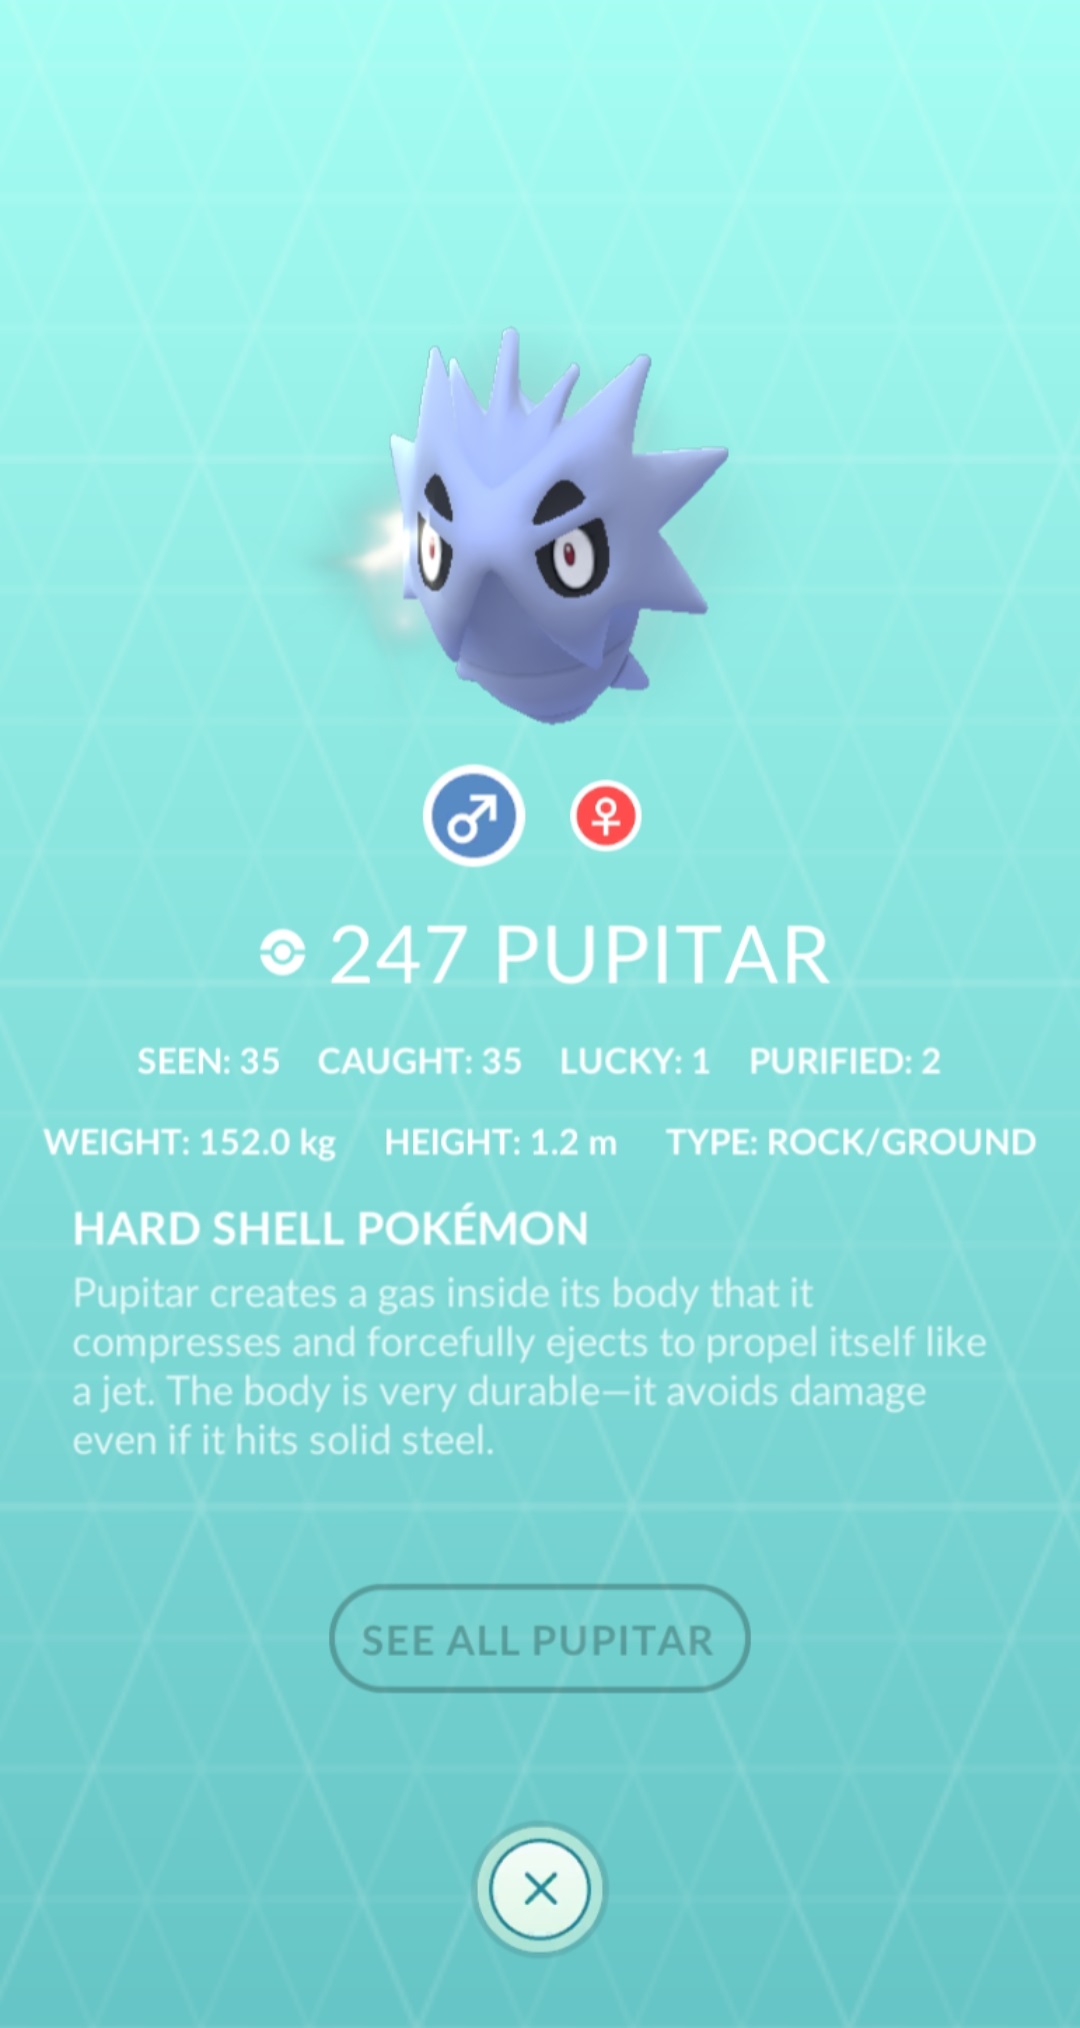 247 PUPITAR
SEEN: 35 CAUGHT: 35 LUCKY: 1 PURIFIED: 2
WEIGHT: 152.0 kg HEIGHT: 1.2 m TYPE: ROCK/GROUND
HARD SHELL POKÉMON
Pupitar creates a gas inside its body that it
compresses and forcefully ejects to propel itself like
a jet. The body is very durable—it avoids damage
even if it hits solid steel.
SEE ALL PUPITAR